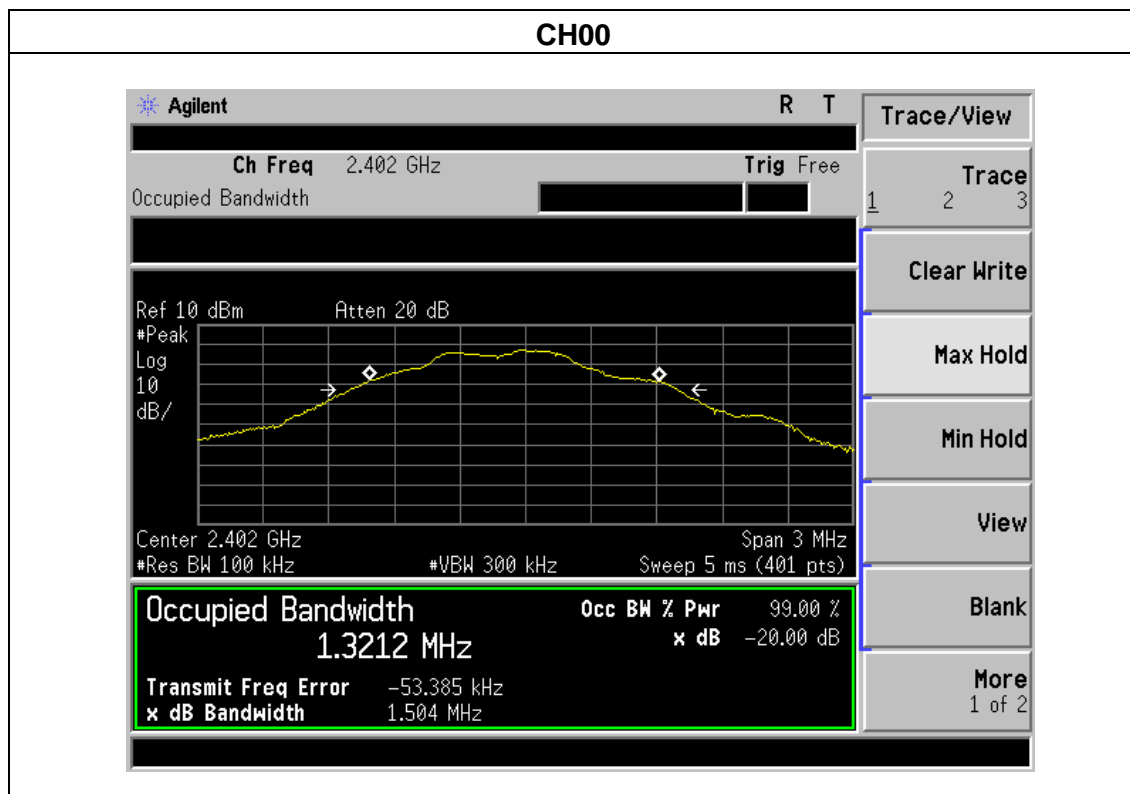 CH00
Agilent R T
Trace/View
Ch Freq 2.402 GHz Trig Free
Occupied Bandwidth
Trace
1 2 3
Clear Write
Ref 10 dBm Atten 20 dB
#Peak
Log
10
dB/
Max Hold
Min Hold
View
Center 2.402 GHz Span 3 MHz
#Res BW 100 kHz #VBW 300 kHz Sweep 5 ms (401 pts)
Occupied Bandwidth Occ BW % Pwr 99.00 %
1.3212 MHz x dB -20.00 dB
Blank
Transmit Freq Error -53.385 kHz
x dB Bandwidth 1.504 MHz
More
1 of 2